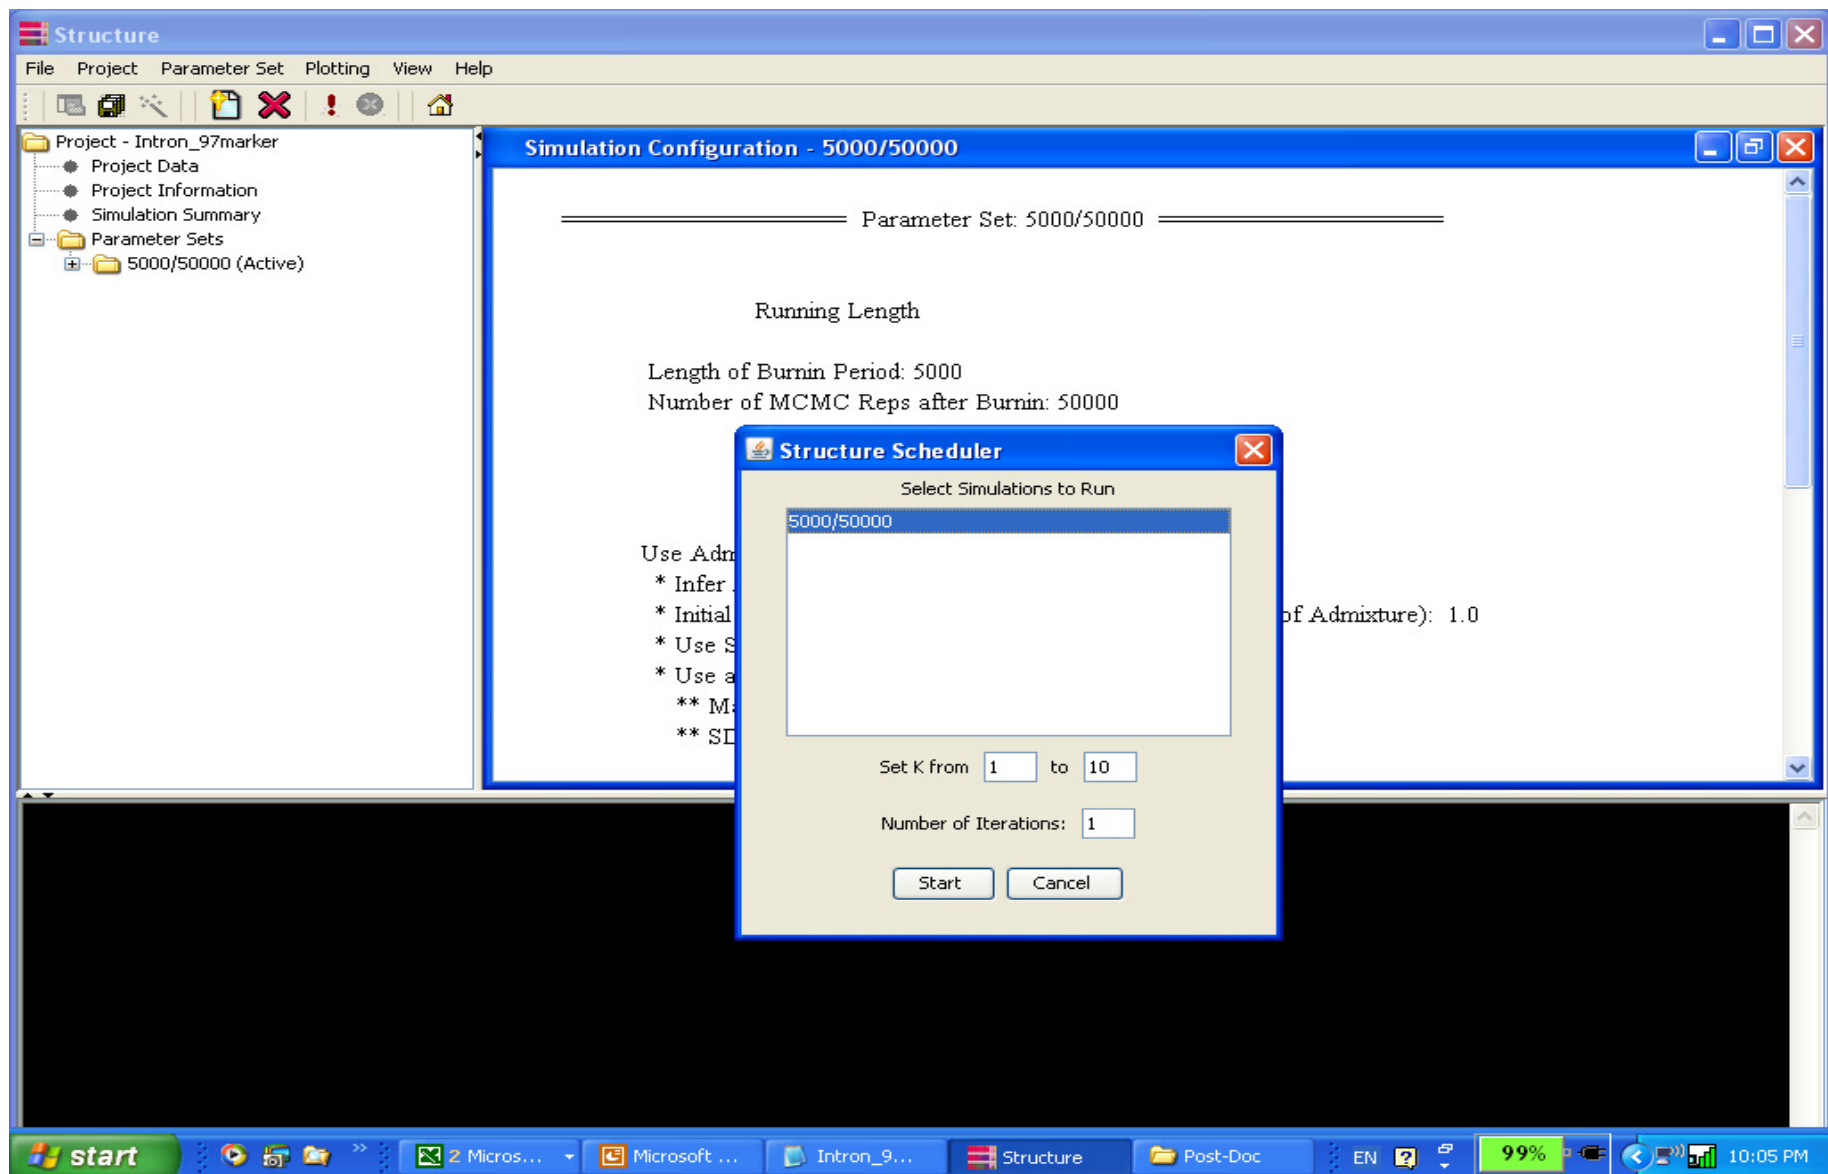 Structure
File Project Parameter Set Plotting View Help
Project - Intron_97marker
Project Data
Project Information
Simulation Summary
Parameter Sets
5000/50000 (Active)
Simulation Configuration - 5000/50000
Parameter Set: 5000/50000
Running Length
Length of Burnin Period: 5000
Number of MCMC Reps after Burnin: 50000
Use Adm
* Infer
* Initial of Admixture): 1.0
* Use S
* Use a
** Ma
** SD
Structure Scheduler
Select Simulations to Run
5000/50000
Set K from 1 to 10
Number of Iterations: 1
Start Cancel
start 2 Micros... Microsoft ... Intron_9... Structure Post-Doc EN 99% 10:05 PM